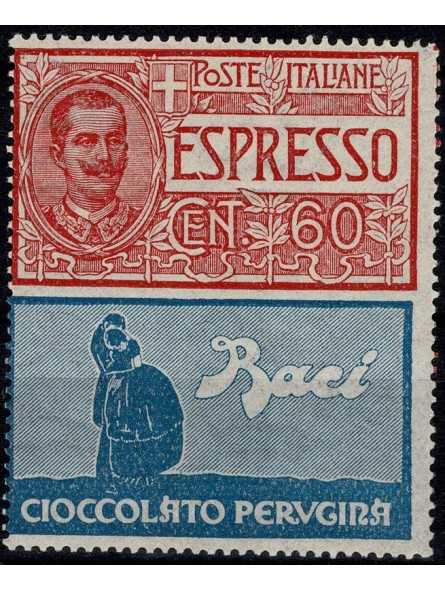 POSTE ITALIANE
ESPRESSO
CENT. 60
Baci
CIOCCOLATO PERUGINA